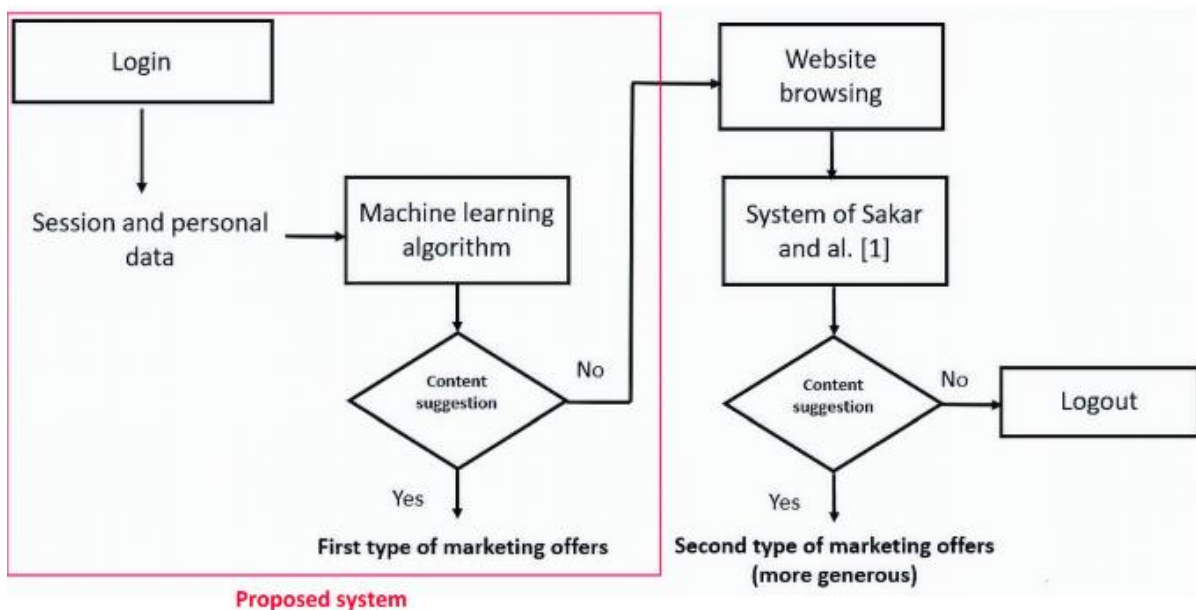 Login
Session and personal
data
Machine learning
algorithm
Content
suggestion
No
Yes
First type of marketing offers
Proposed system
Website
browsing
System of Sakar
and al. [1]
Content
suggestion
No
Logout
Yes
Second type of marketing offers
(more generous)